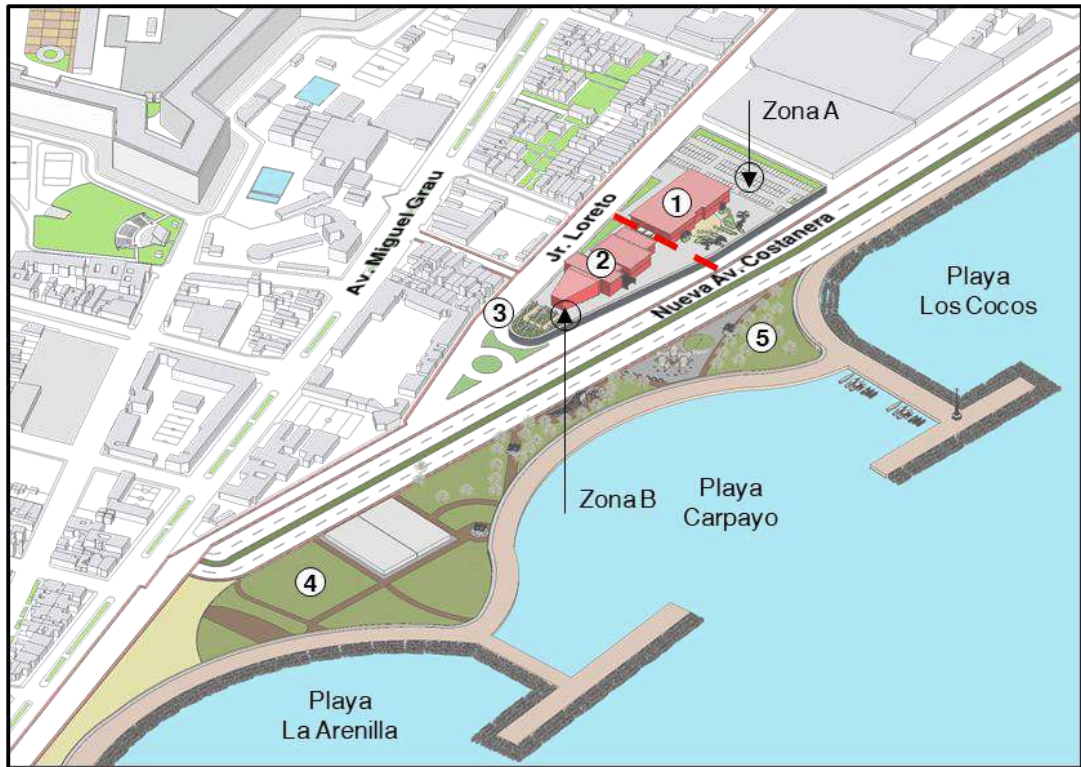 Zona A
1
Jr. Loreto
Av. Miguel Grau
2
Nueva Av. Costanera
Playa
Los Cocos
3
5
Zona B
Playa
Carpayo
4
Playa
La Arenilla